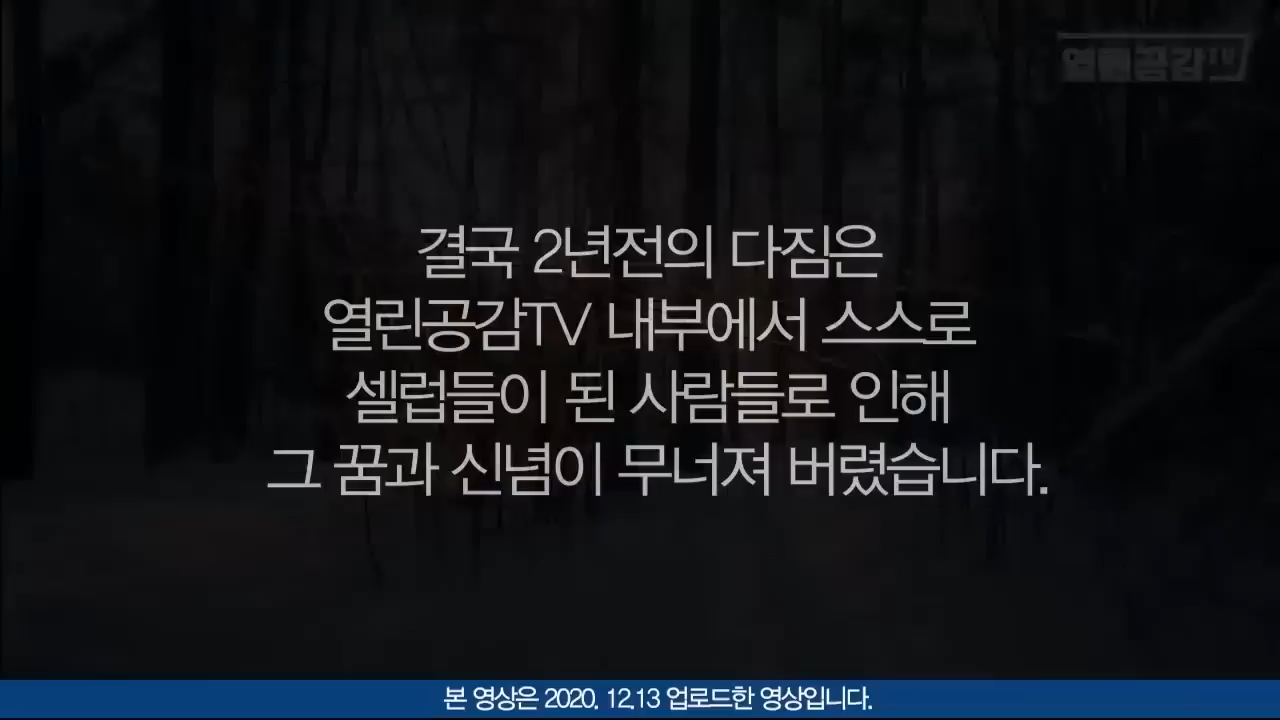 열린공감TV
결국 2년전의 다짐은
열린공감TV 내부에서 스스로
셀럽들이 된 사람들로 인해
그 꿈과 신념이 무너져 버렸습니다.
본 영상은 2020. 12.13 업로드한 영상입니다.